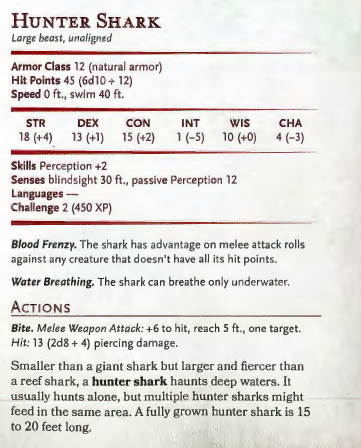 HUNTER SHARK
Large beast, unaligned
Armor Class 12 (natural armor)
Hit Points 45 (6d10 + 12)
Speed 0 ft., swim 40 ft.
STR DEX CON INT WIS CHA
18 (+4) 13 (+1) 15 (+2) 1 (−5) 10 (+0) 4 (−3)
Skills Perception +2
Senses blindsight 30 ft., passive Perception 12
Languages —
Challenge 2 (450 XP)
Blood Frenzy. The shark has advantage on melee attack rolls
against any creature that doesn't have all its hit points.
Water Breathing. The shark can breathe only underwater.
ACTIONS
Bite. Melee Weapon Attack: +6 to hit, reach 5 ft., one target.
Hit: 13 (2d8 + 4) piercing damage.
Smaller than a giant shark but larger and fiercer than
a reef shark, a hunter shark haunts deep waters. It
usually hunts alone, but multiple hunter sharks might
feed in the same area. A fully grown hunter shark is 15
to 20 feet long.